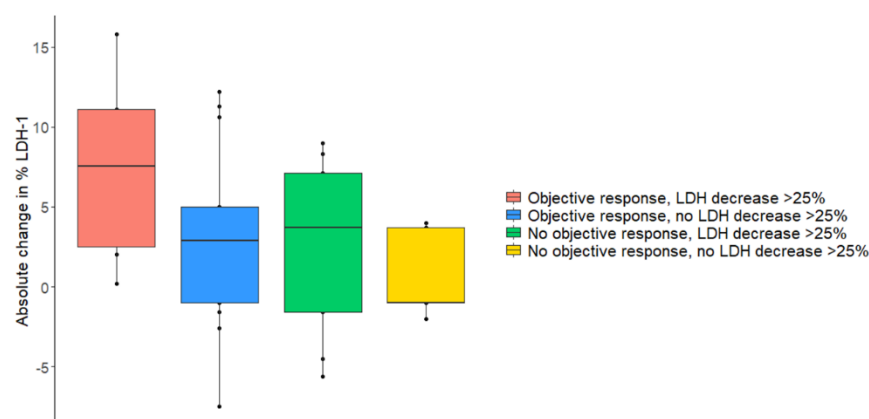 Absolute change in % LDH-1
15
10
5
0
-5
Objective response, LDH decrease >25%
Objective response, no LDH decrease >25%
No objective response, LDH decrease >25%
No objective response, no LDH decrease >25%